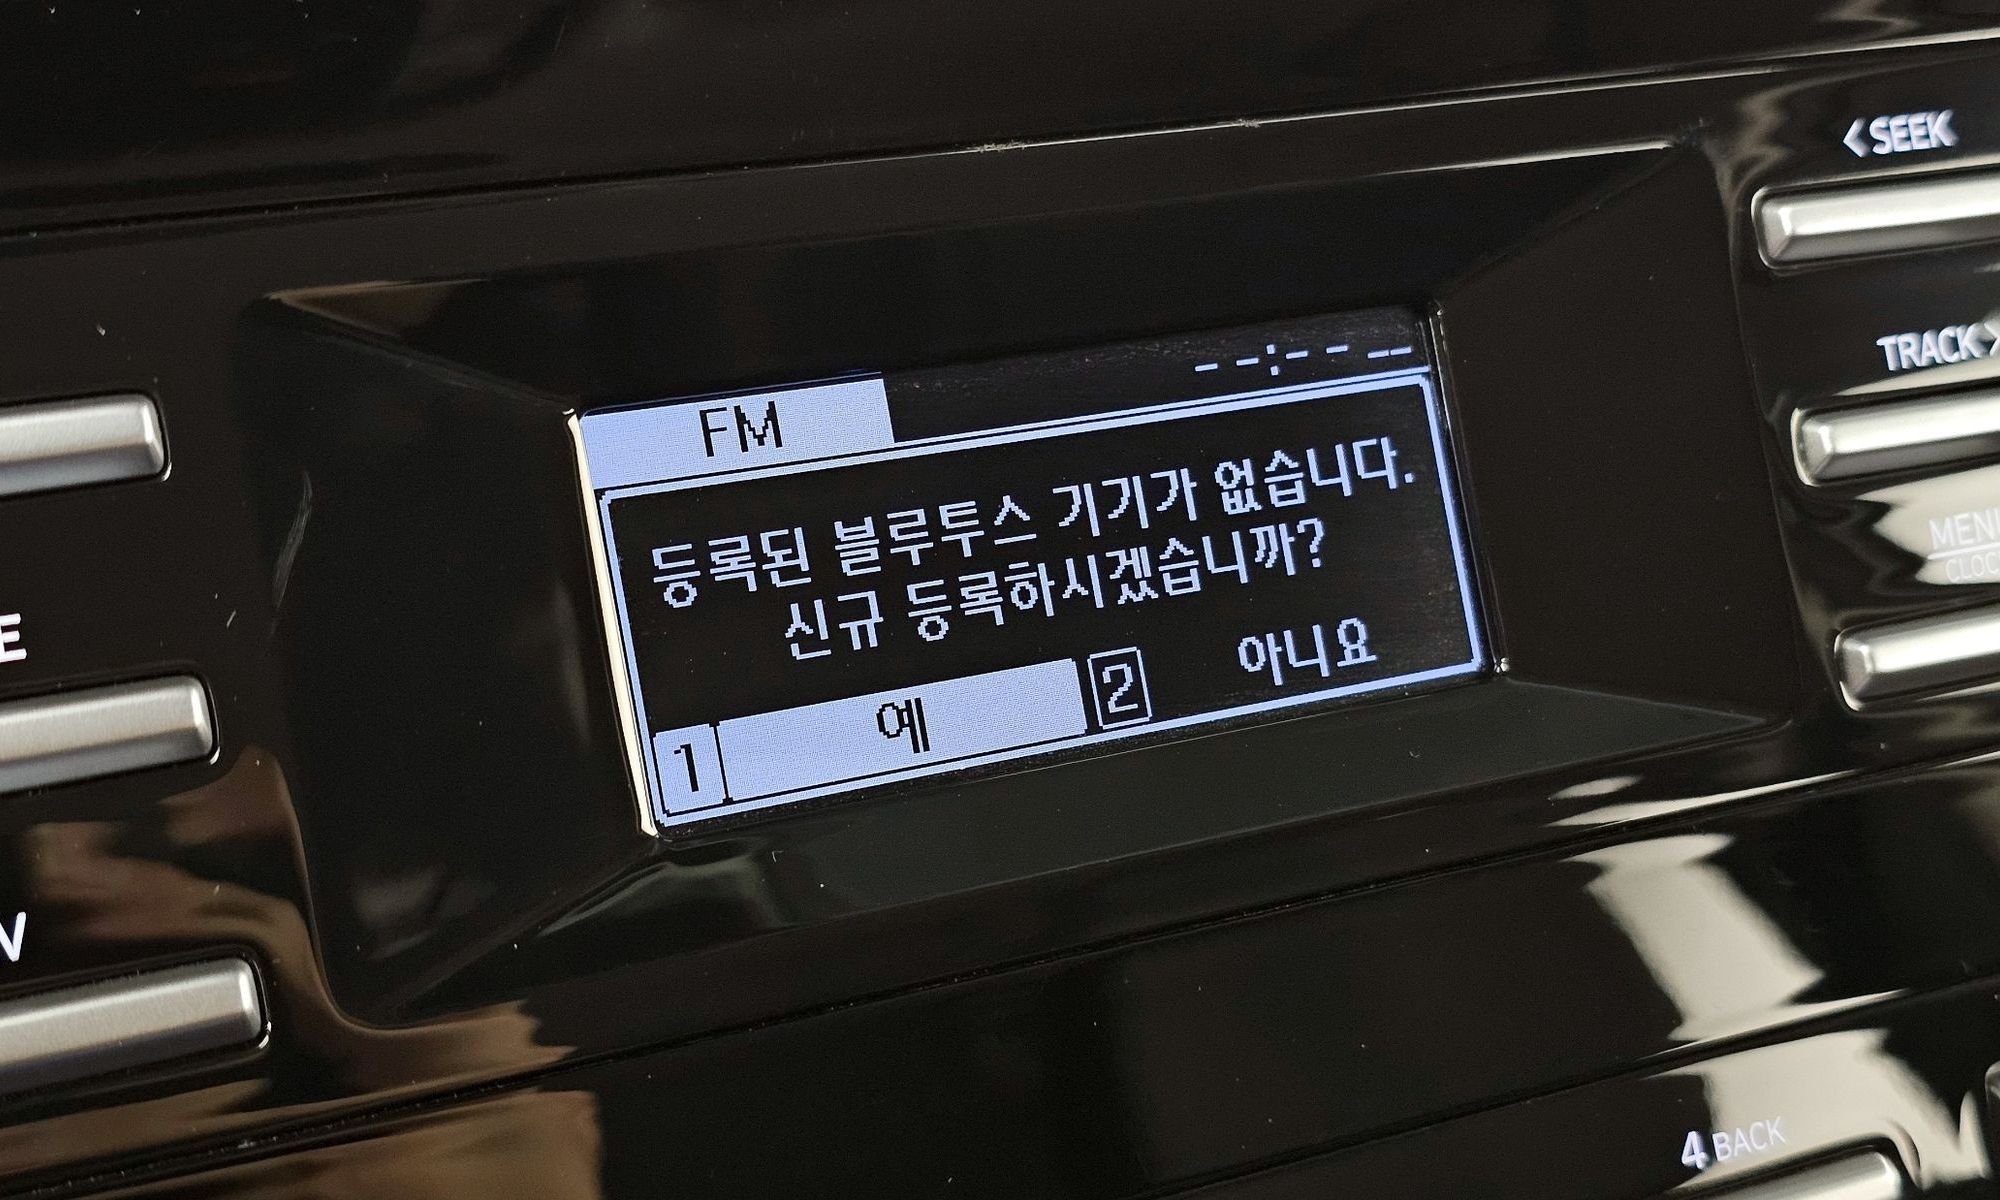 <SEEK
TRACK>
FM
--:-- --
등록된 블루투스 기기가 없습니다.
신규 등록하시겠습니까?
1 예 2 아니요
4 BACK